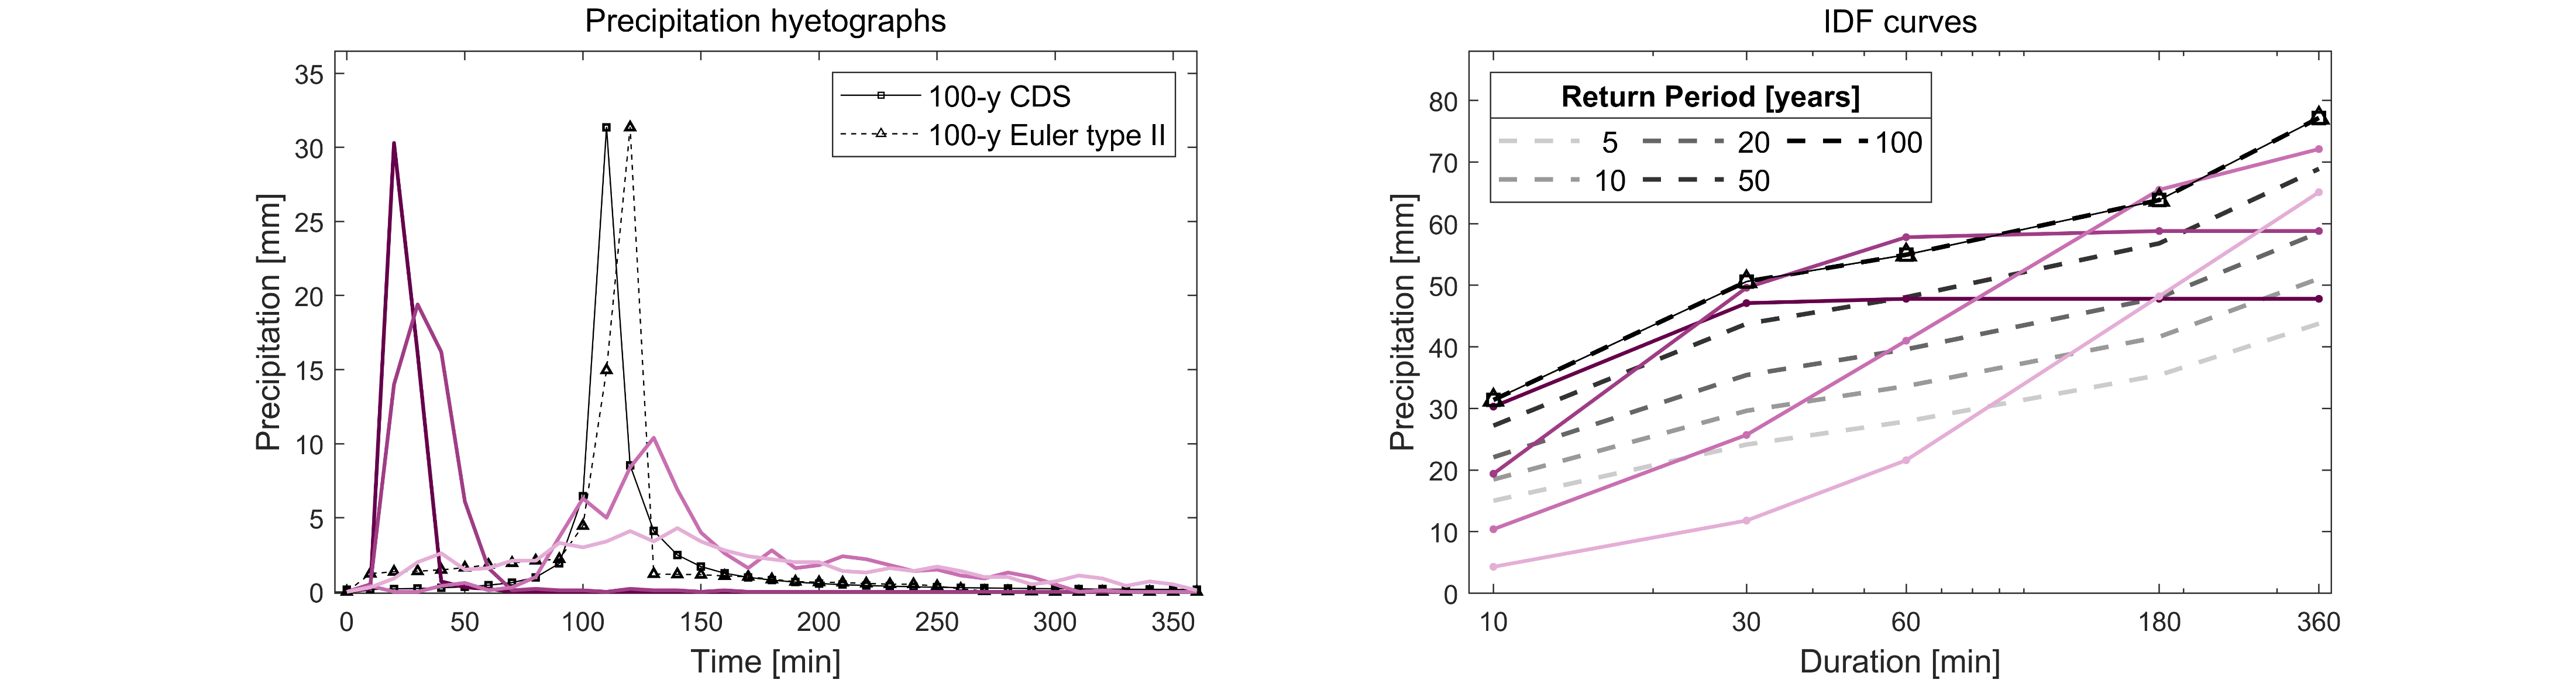 Precipitation hyetographs
35
30
25
20
15
10
5
0
Precipitation [mm]
100-y CDS
100-y Euler type II
0 50 100 150 200 250 300 350
Time [min]
IDF curves
80
70
60
50
40
30
20
10
0
Precipitation [mm]
Return Period [years]
5 20 100
10 50
10 30 60 180 360
Duration [min]